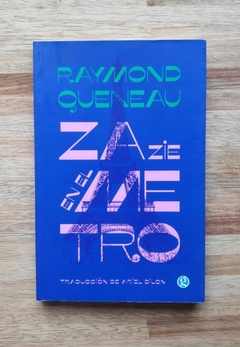 RAYMOND
QUENEAU
ZAZIE
EN EL
METRO
TRADUCCIÓN DE ARIEL DILON
g